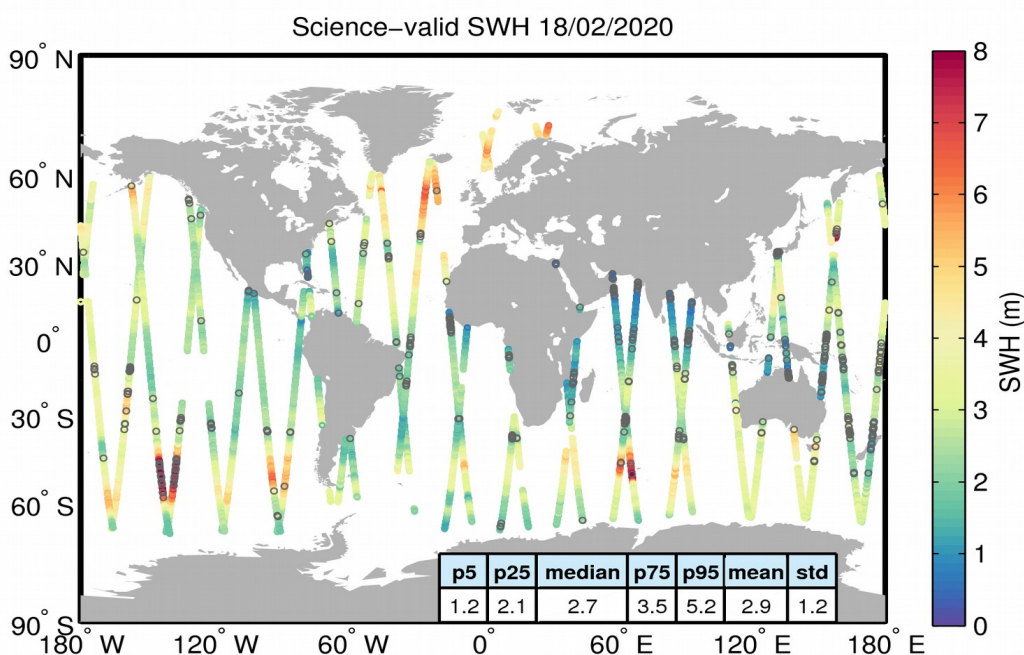 Science-valid SWH 18/02/2020
90° N
60° N
30° N
0°
30° S
60° S
90° S
180° W
120° W
60° W
0°
60° E
120° E
180° E
p5 p25 median p75 p95 mean std
1.2 2.1 2.7 3.5 5.2 2.9 1.2
8
7
6
5
4
3
2
1
0
SWH (m)